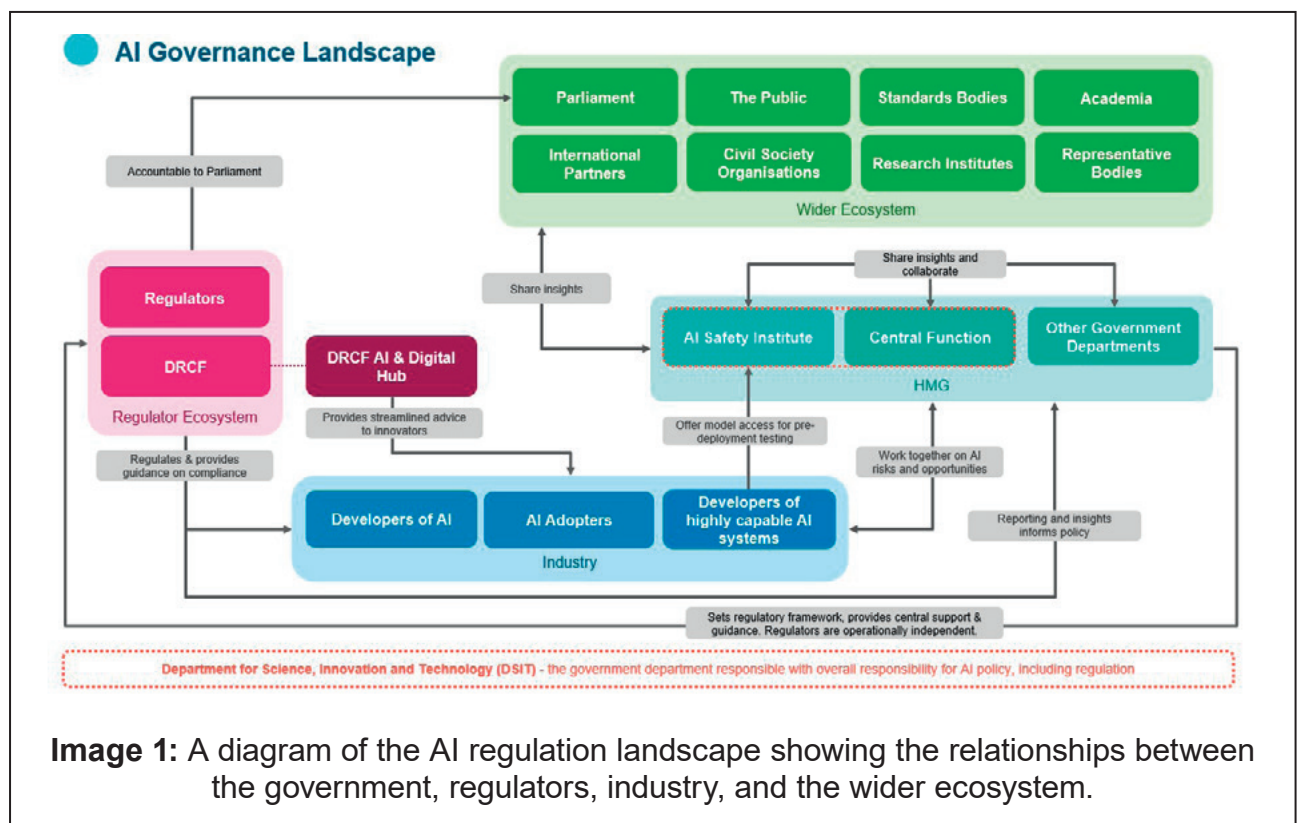 AI Governance Landscape
Parliament
The Public
Standards Bodies
Academia
International
Partners
Civil Society
Organisations
Research Institutes
Representative
Bodies
Wider Ecosystem
Accountable to Parliament
Share insights
Share insights and
collaborate
Regulators
DRCF
Regulator Ecosystem
DRCF AI & Digital
Hub
AI Safety Institute
Central Function
Other Government
Departments
HMG
Provides streamlined advice
to innovators
Offer model access for pre-
deployment testing
Regulates & provides
guidance on compliance
Work together on AI
risks and opportunities
Developers of AI
AI Adopters
Developers of
highly capable AI
systems
Industry
Reporting and insights
informs policy
Sets regulatory framework, provides central support &
guidance. Regulators are operationally independent.
Department for Science, Innovation and Technology (DSIT) - the government department responsible with overall responsibility for AI policy, including regulation
Image 1: A diagram of the AI regulation landscape showing the relationships between
the government, regulators, industry, and the wider ecosystem.